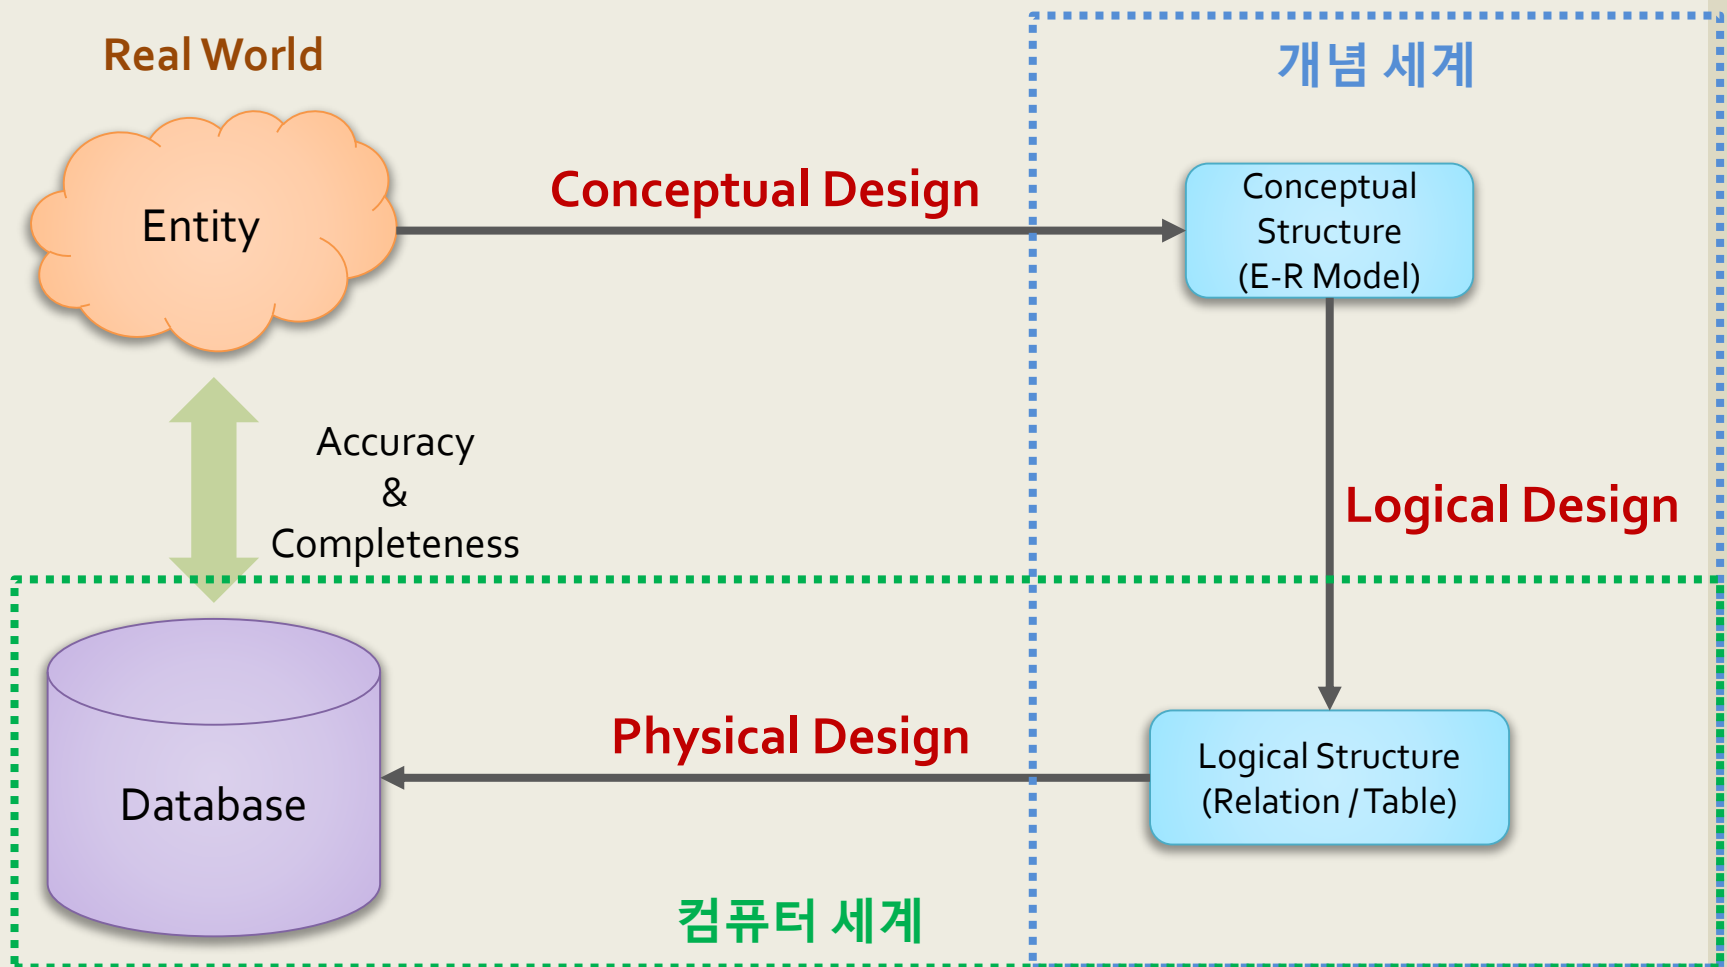 Real World
개념 세계
Entity
Conceptual Design
Conceptual
Structure
(E-R Model)
Accuracy
&
Completeness
Logical Design
Database
Physical Design
Logical Structure
(Relation / Table)
컴퓨터 세계